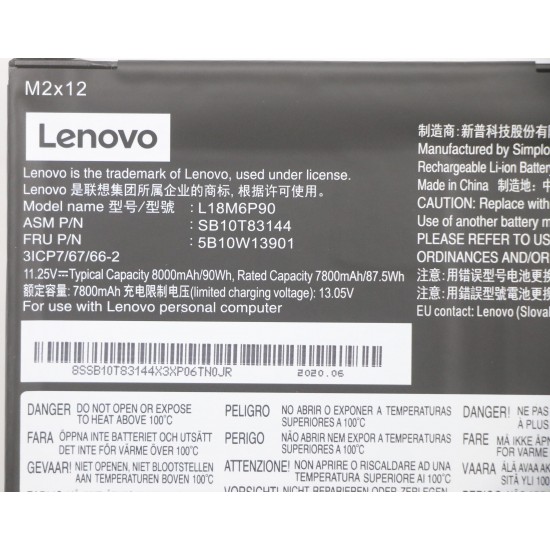 M2x12
Lenovo
Lenovo is the trademark of Lenovo, used under license.
Lenovo 是联想集团所属企业的商标, 根据许可使用.
Model name 型号/型號 : L18M6P90
ASM P/N : SB10T83144
FRU P/N : 5B10W13901
3ICP7/67/66-2
11.25V⎓Typical Capacity 8000mAh/90Wh, Rated Capacity 7800mAh/87.5Wh
额定容量: 7800mAh 充电限制电压(limited charging voltage): 13.05V
For use with Lenovo personal computer
8SSB10T83144X3XP06TN0JR
2020.06
制造商: 新普科技股份有
Manufactured by Simplo
Rechargeable Li-ion Battery
Made in China 制造地:
CAUTION: Replace with
Use of another battery m
PLEASE REFER TO US
ORDINANCES AND/OR
注意: 用错型号电池更换
注意: 用錯型號電池更換
EU contact: Lenovo (Slovak
DANGER DO NOT OPEN OR EXPOSE
TO HEAT ABOVE 100°C
FARA ÖPPNA INTE BATTERIET OCH UTSÄTT
DET INTE FÖR VÄRME ÖVER 100°C
GEVAAR! NIET OPENEN, NIET BLOOTSTELLEN
AAN TEMPERATUREN BOVEN 100°C
PELIGRO NO ABRIR O EXPONER A TEMPERATURAS
SUPERIORES A 100°C
PERIGO NÃO ABRIR NEM EXPOR A TEMPERATURAS
SUPERIORES A 100°C
ATTENZIONE! NON APRIRE O RISCALDARE AD UNA
TEMPERATURA SUPERIORE AI 100°C
VORSICHT! NICHT REPARIEREN ODER ZERLEGEN
DANGER! NE PAS
À PLUS
FARE MÅ IKKE ÅPN
FOR VARME
VAARA ÄLÄ AVAA AK